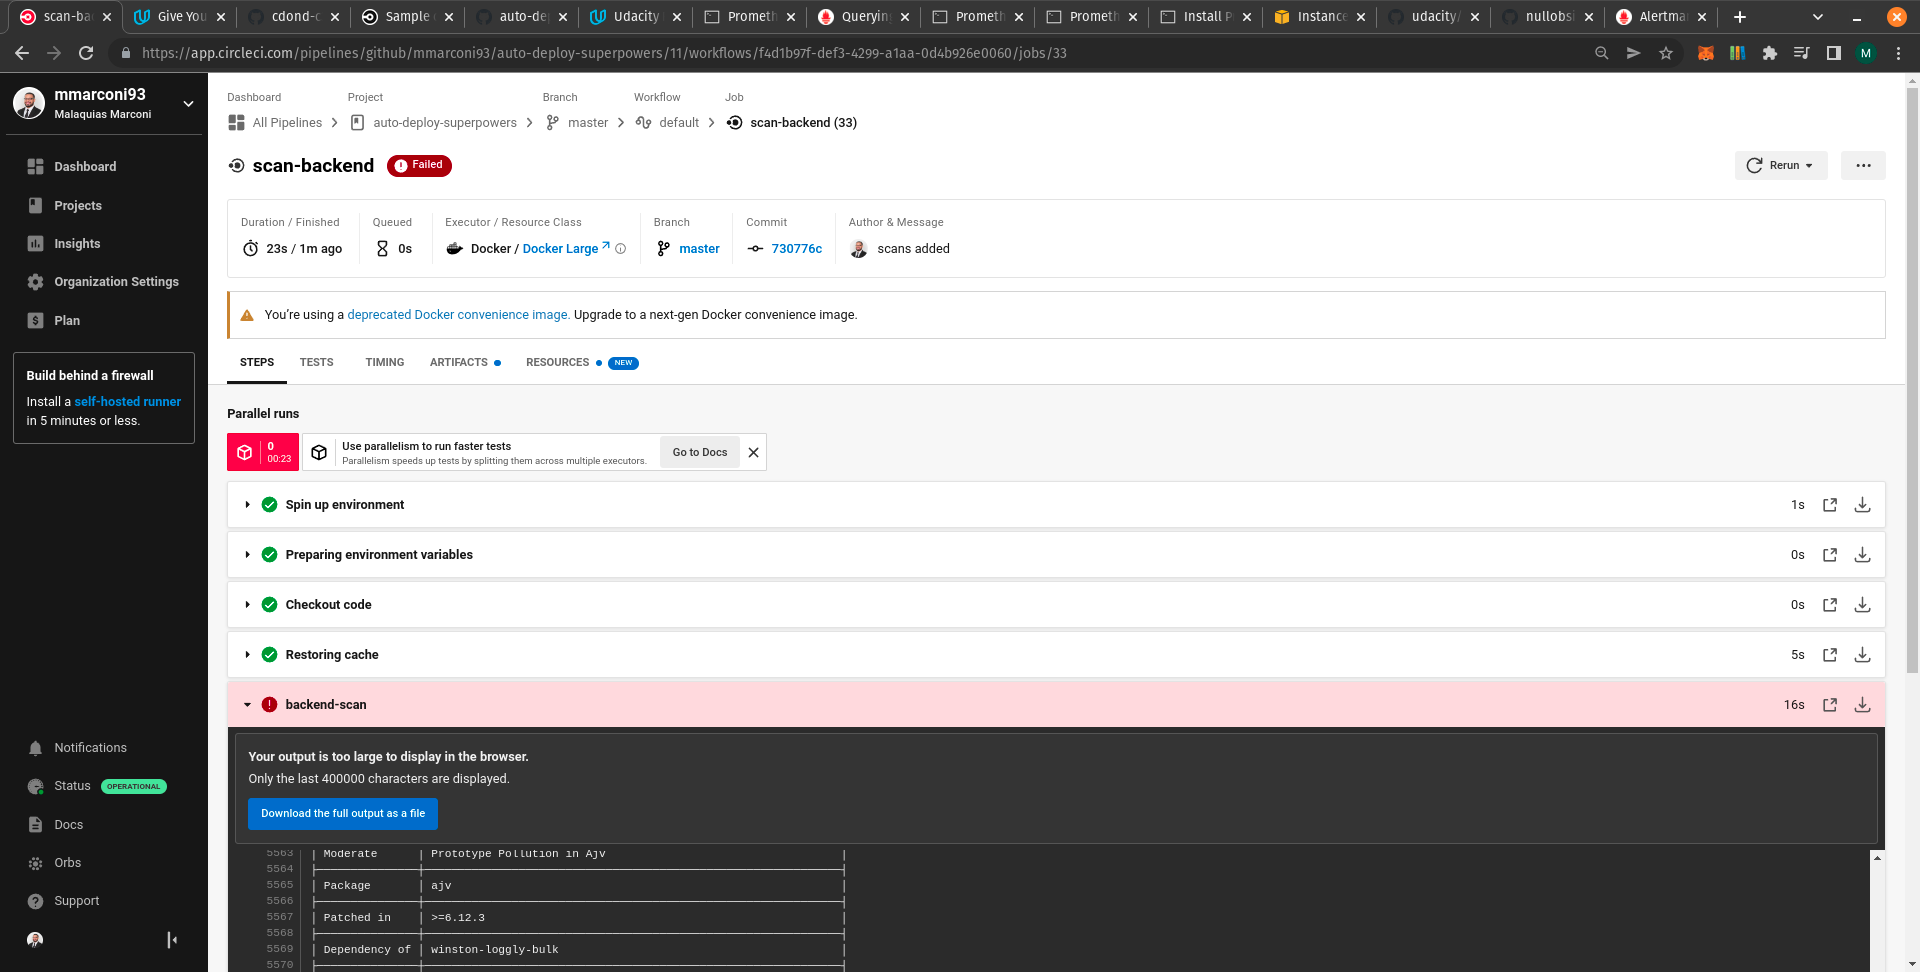 scan-bac
Give You
cdond-c
Sample
auto-dep
Udacity
Prometh
Queryin
Prometh
Prometh
Install P
Instance
udacity/
nullobsi
Alertma
https://app.circleci.com/pipelines/github/mmarconi93/auto-deploy-superpowers/11/workflows/f4d1b97f-def3-4299-a1aa-0d4b926e0060/jobs/33
M
mmarconi93
Malaquias Marconi
Dashboard
Projects
Insights
Organization Settings
Plan
Build behind a firewall
Install a self-hosted runner
in 5 minutes or less.
Notifications
Status OPERATIONAL
Docs
Orbs
Support
Dashboard Project Branch Workflow Job
All Pipelines auto-deploy-superpowers master default scan-backend (33)
scan-backend Failed
Rerun
Duration / Finished Queued Executor / Resource Class Branch Commit Author & Message
23s / 1m ago 0s Docker / Docker Large master 730776c scans added
You're using a deprecated Docker convenience image. Upgrade to a next-gen Docker convenience image.
STEPS TESTS TIMING ARTIFACTS RESOURCES NEW
Parallel runs
0
00:23
Use parallelism to run faster tests
Parallelism speeds up tests by splitting them across multiple executors.
Go to Docs
Spin up environment 1s
Preparing environment variables 0s
Checkout code 0s
Restoring cache 5s
backend-scan 16s
Your output is too large to display in the browser.
Only the last 400000 characters are displayed.
Download the full output as a file
5563 | Moderate | Prototype Pollution in Ajv |
5564
5565 | Package | ajv |
5566
5567 | Patched in | >=6.12.3 |
5568
5569 | Dependency of | winston-loggly-bulk |
5570